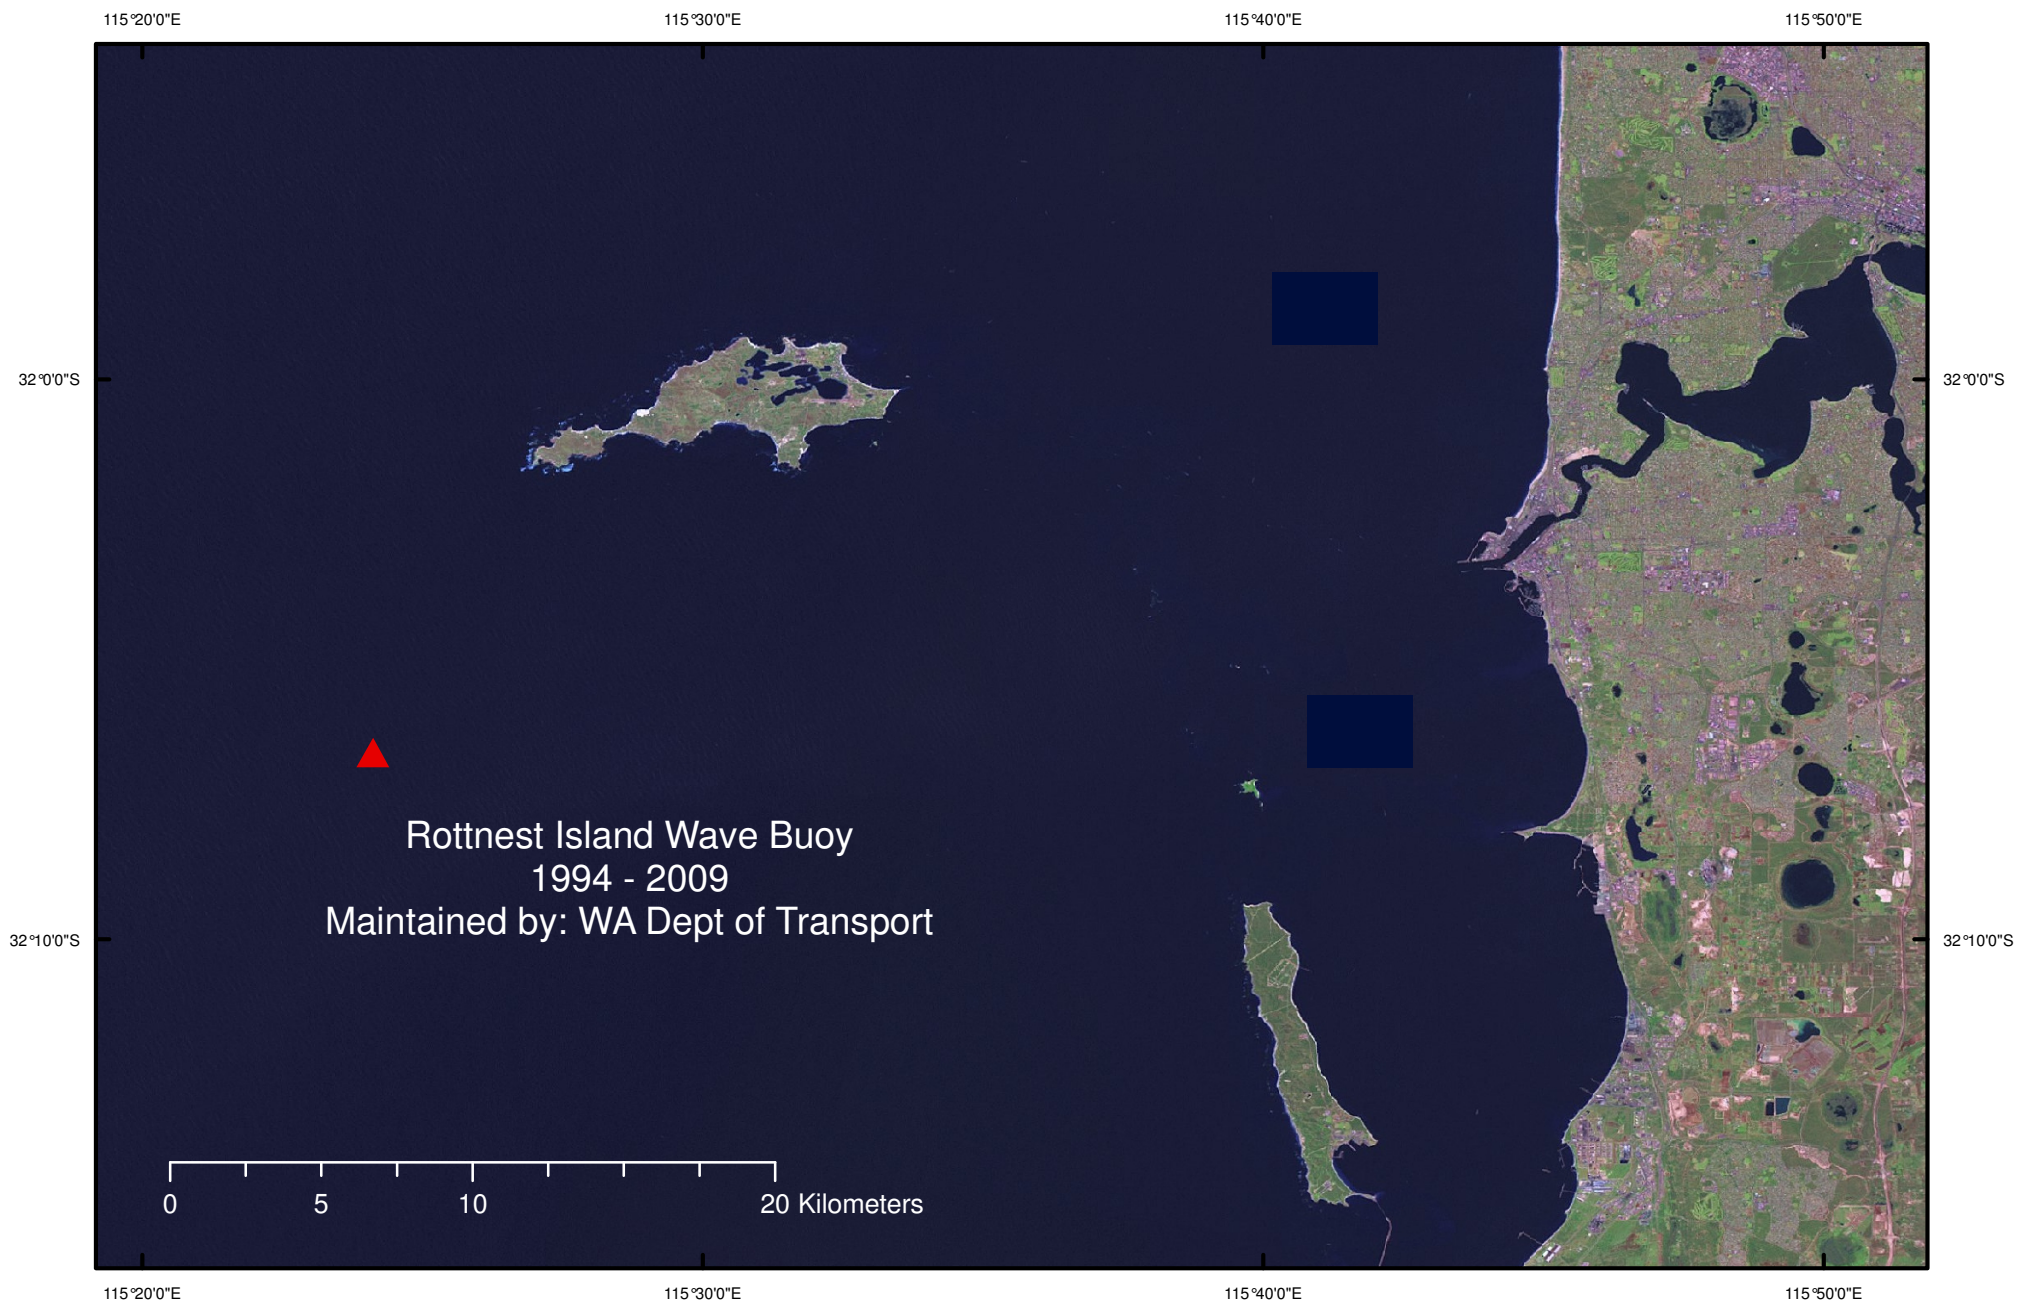 115°20'0"E 115°30'0"E 115°40'0"E 115°50'0"E
32°0'0"S 32°0'0"S
Rottnest Island Wave Buoy
1994 - 2009
Maintained by: WA Dept of Transport
32°10'0"S 32°10'0"S
0 5 10 20 Kilometers
115°20'0"E 115°30'0"E 115°40'0"E 115°50'0"E